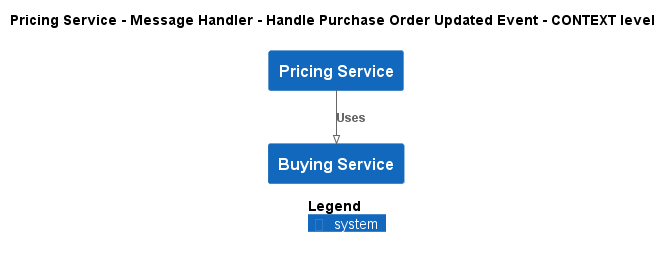 Pricing Service - Message Handler - Handle Purchase Order Updated Event - CONTEXT level
Pricing Service
Uses
Buying Service
Legend
system